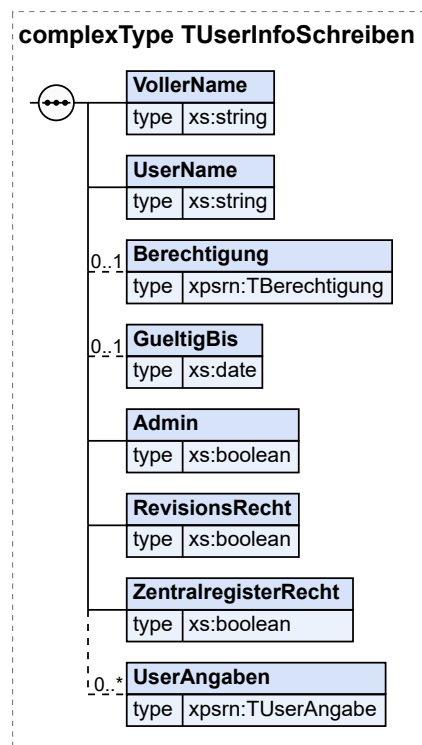 complexType TUserInfoSchreiben
VollerName
type xs:string
UserName
type xs:string
0..1 Berechtigung
type xpsrn:TBerechtigung
0..1 GueltigBis
type xs:date
Admin
type xs:boolean
RevisionsRecht
type xs:boolean
ZentralregisterRecht
type xs:boolean
0..* UserAngaben
type xpsrn:TUserAngabe